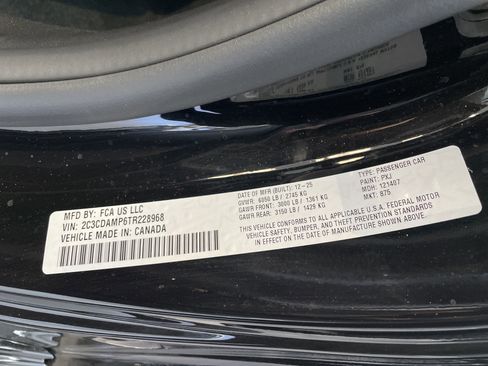 MFD BY: FCA US LLC
VIN: 2C3CDAMP6TR228968
VEHICLE MADE IN: CANADA
DATE OF MFR (BUILT): 12-25
GVWR: 6050 LB / 2745 KG
GAWR FRONT: 3000 LB / 1361 KG
GAWR REAR: 3150 LB / 1429 KG
TYPE: PASSENGER CAR
PAINT: PXJ
MDH: 121407
MKT: 875
THIS VEHICLE CONFORMS TO ALL APPLICABLE U.S.A. FEDERAL MOTOR
VEHICLE SAFETY, BUMPER, AND THEFT PREVENTION STANDARDS
IN EFFECT ON THE DATE OF MANUFACTURE